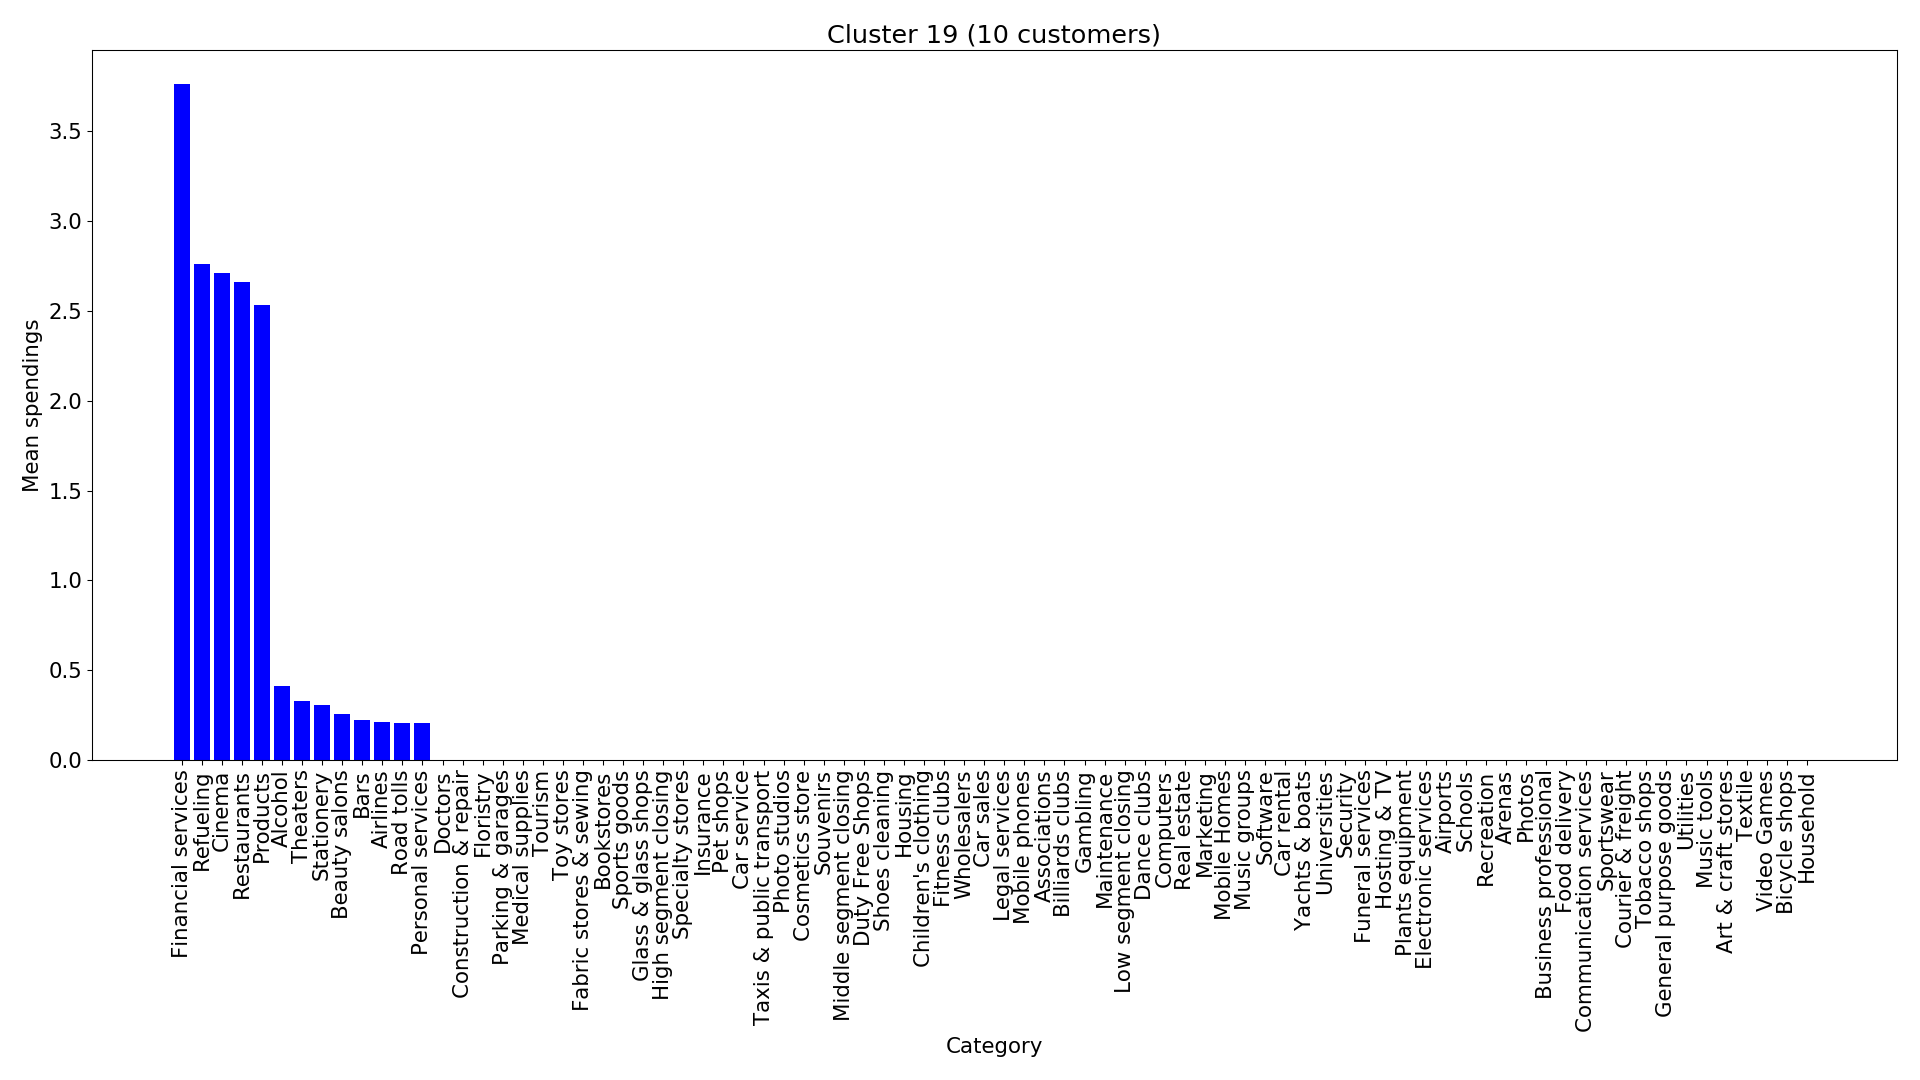 Cluster 19 (10 customers)
Mean spendings
3.5
3.0
2.5
2.0
1.5
1.0
0.5
0.0
Financial services
Refueling
Cinema
Restaurants
Products
Alcohol
Theaters
Stationery
Beauty salons
Bars
Airlines
Road tolls
Personal services
Doctors
Construction & repair
Floristry
Parking & garages
Medical supplies
Tourism
Toy stores
Fabric stores & sewing
Bookstores
Sports goods
Glass & glass shops
High segment closing
Specialty stores
Insurance
Pet shops
Car service
Taxis & public transport
Photo studios
Cosmetics store
Souvenirs
Middle segment closing
Duty Free Shops
Shoes cleaning
Housing
Children's clothing
Fitness clubs
Wholesalers
Car sales
Legal services
Mobile phones
Associations
Billiards clubs
Gambling
Maintenance
Low segment closing
Dance clubs
Computers
Real estate
Marketing
Mobile Homes
Music groups
Software
Car rental
Yachts & boats
Universities
Security
Funeral services
Hosting & TV
Plants equipment
Electronic services
Airports
Schools
Recreation
Arenas
Photos
Business professional
Food delivery
Communication services
Sportswear
Courier & freight
Tobacco shops
General purpose goods
Utilities
Music tools
Art & craft stores
Textile
Video Games
Bicycle shops
Household
Category